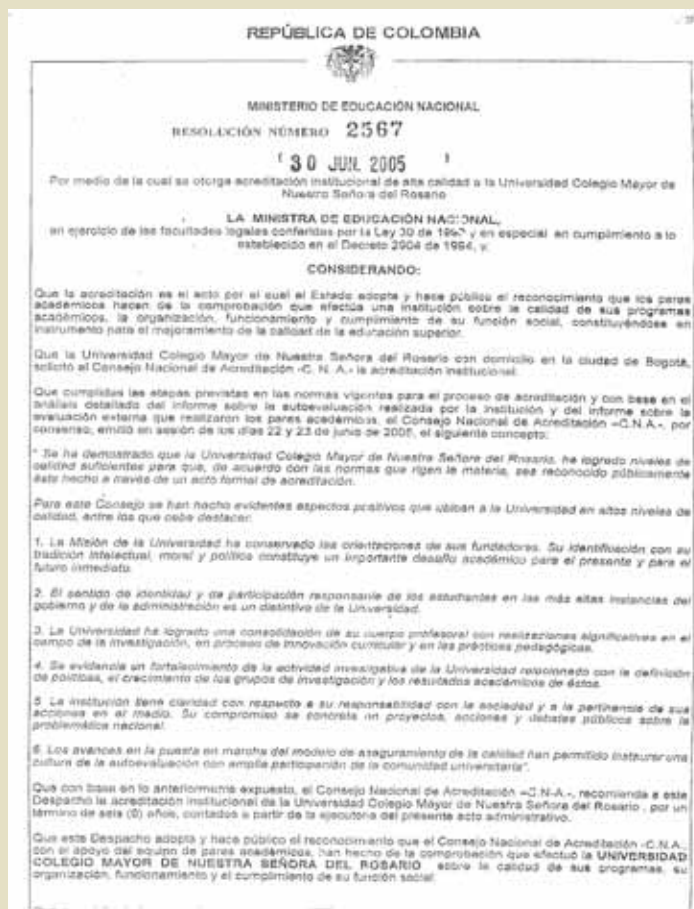 REPÚBLICA DE COLOMBIA
MINISTERIO DE EDUCACIÓN NACIONAL
RESOLUCIÓN NÚMERO 2567
( 30 JUN. 2005 )
Por medio de la cual se otorga acreditación institucional de alta calidad a la Universidad Colegio Mayor de
Nuestra Señora del Rosario
LA MINISTRA DE EDUCACIÓN NACIONAL,
en ejercicio de las facultades legales conferidas por la Ley 30 de y en especial en cumplimiento a lo
establecido en el Decreto 2904 de 1994, y
CONSIDERANDO:
Que la acreditación es el acto por el cual el Estado adopta y hace público el reconocimiento que los pares
académicos hacen de la comprobación que efectúa una institución sobre la calidad de sus programas
académicos, la organización, funcionamiento y cumplimiento de su función social, constituyéndose en
instrumento para el mejoramiento de la calidad de la educación superior.
Que la Universidad Colegio Mayor de Nuestra Señora del Rosario con domicilio en la ciudad de Bogotá,
solicitó al Consejo Nacional de Acreditación -C. N. A.- la acreditación institucional.
Que cumplidas las etapas previstas en las normas vigentes para el proceso de acreditación y con base en el
análisis detallado del informe sobre la autoevaluación realizada por la institución y del informe sobre la
evaluación externa que realizaron los pares académicos, el Consejo Nacional de Acreditación –C.N.A.-, por
consenso, emitió en sesión de los días 22 y 23 de junio de 2005, el siguiente concepto:
" Se ha demostrado que la Universidad Colegio Mayor de Nuestra Señora del Rosario, ha logrado niveles de
calidad suficientes para que, de acuerdo con las normas que rigen la materia, sea reconocido públicamente
éste hecho a través de un acto formal de acreditación.
Para este Consejo se han hecho evidentes aspectos positivos que ubican a la Universidad en altos niveles de
calidad, entre los que cabe destacar:
1. La Misión de la Universidad ha conservado las orientaciones de sus fundadores. Su identificación con su
tradición intelectual, moral y política constituye un importante desafío académico para el presente y para el
futuro inmediato.
2. El sentido de identidad y de participación responsable de los estudiantes en las más altas instancias del
gobierno y de la administración es un distintivo de la Universidad.
3. La Universidad ha logrado una consolidación de su cuerpo profesoral con realizaciones significativas en el
campo de la investigación, en proceso de innovación curricular y en las prácticas pedagógicas.
4. Se evidencia un fortalecimiento de la actividad investigativa de la Universidad relacionado con la definición
de políticas, el crecimiento de los grupos de investigación y los resultados académicos de éstos.
5. La institución tiene claridad con respecto a su responsabilidad con la sociedad y a la pertinencia de sus
acciones en el medio. Su compromiso se concreta en proyectos, acciones y debates públicos sobre la
problemática nacional.
6. Los avances en la puesta en marcha del modelo de aseguramiento de la calidad han permitido instaurar una
cultura de la autoevaluación con amplia participación de la comunidad universitaria".
Que con base en lo anteriormente expuesto, el Consejo Nacional de Acreditación –C.N.A.-, recomienda a este
Despacho la acreditación institucional de la Universidad Colegio Mayor de Nuestra Señora del Rosario , por un
término de seis (6) años, contados a partir de la ejecutoria del presente acto administrativo.
Que este Despacho adopta y hace público el reconocimiento que el Consejo Nacional de Acreditación -C.N.A.
con el apoyo del equipo de pares académicos, han hecho de la comprobación que efectuó la UNIVERSIDAD
COLEGIO MAYOR DE NUESTRA SEÑORA DEL ROSARIO sobre la calidad de sus programas, su
organización, funcionamiento y el cumplimiento de su función social.